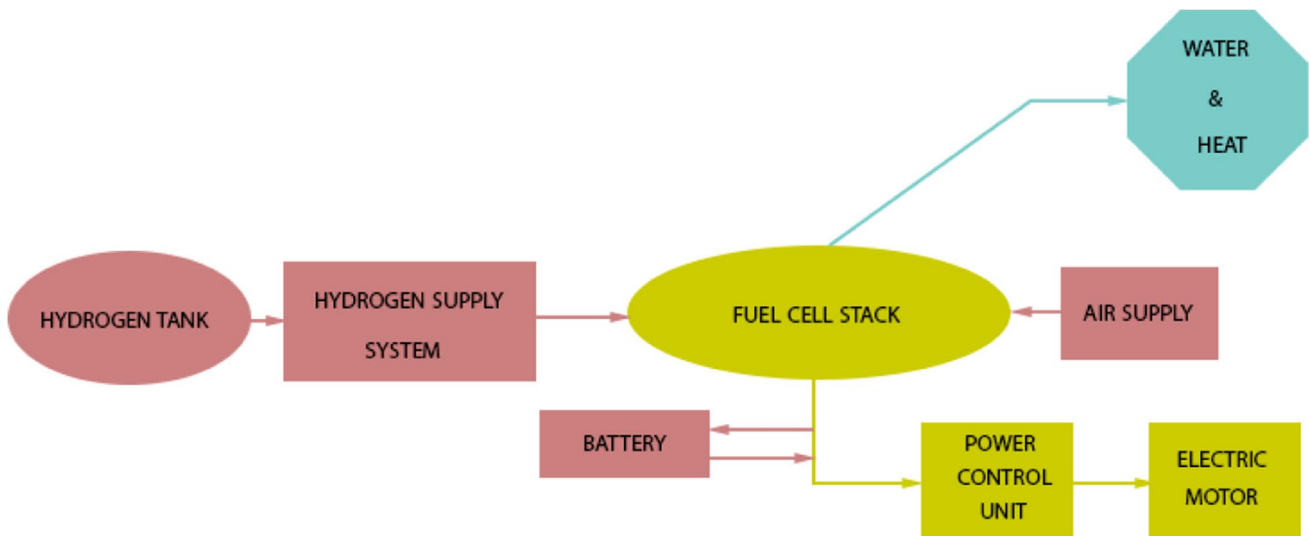 WATER
&
HEAT
HYDROGEN TANK
HYDROGEN SUPPLY
SYSTEM
FUEL CELL STACK
AIR SUPPLY
BATTERY
POWER
CONTROL
UNIT
ELECTRIC
MOTOR